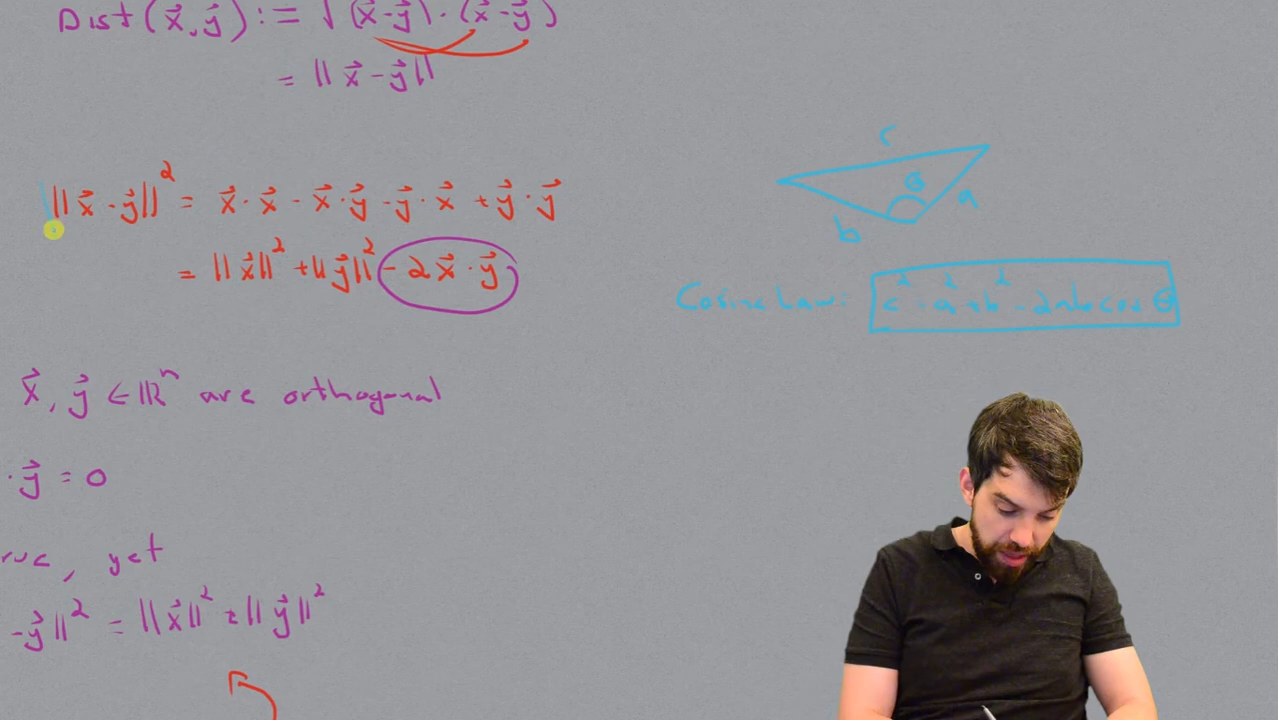 Dist(x⃗, y⃗) := √(x⃗-y⃗)·(x⃗-y⃗)
= ||x⃗-y⃗||
||x⃗-y⃗||² = x⃗·x⃗ - x⃗·y⃗ - y⃗·x⃗ + y⃗·y⃗
= ||x⃗||² + ||y⃗||² - 2x⃗·y⃗
x⃗, y⃗ ∈ ℝⁿ are orthogonal
·y⃗ = 0
rue, yet
-y⃗||² = ||x⃗||² + ||y⃗||²
c
θ
a
b
Cosine Law: c² = a² + b² - 2ab cos θ